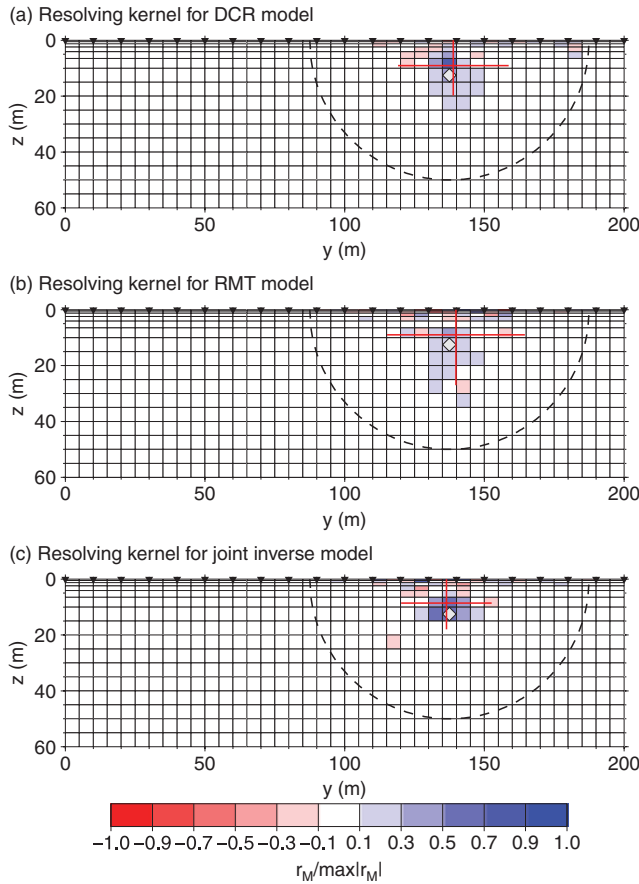 (a) Resolving kernel for DCR model
0
20
40
60
z (m)
0 50 100 150 200
y (m)
(b) Resolving kernel for RMT model
0
20
40
60
z (m)
0 50 100 150 200
y (m)
(c) Resolving kernel for joint inverse model
0
20
40
60
z (m)
0 50 100 150 200
y (m)
−1.0 −0.9 −0.7 −0.5 −0.3 −0.1 0.1 0.3 0.5 0.7 0.9 1.0
r_M/max|r_M|